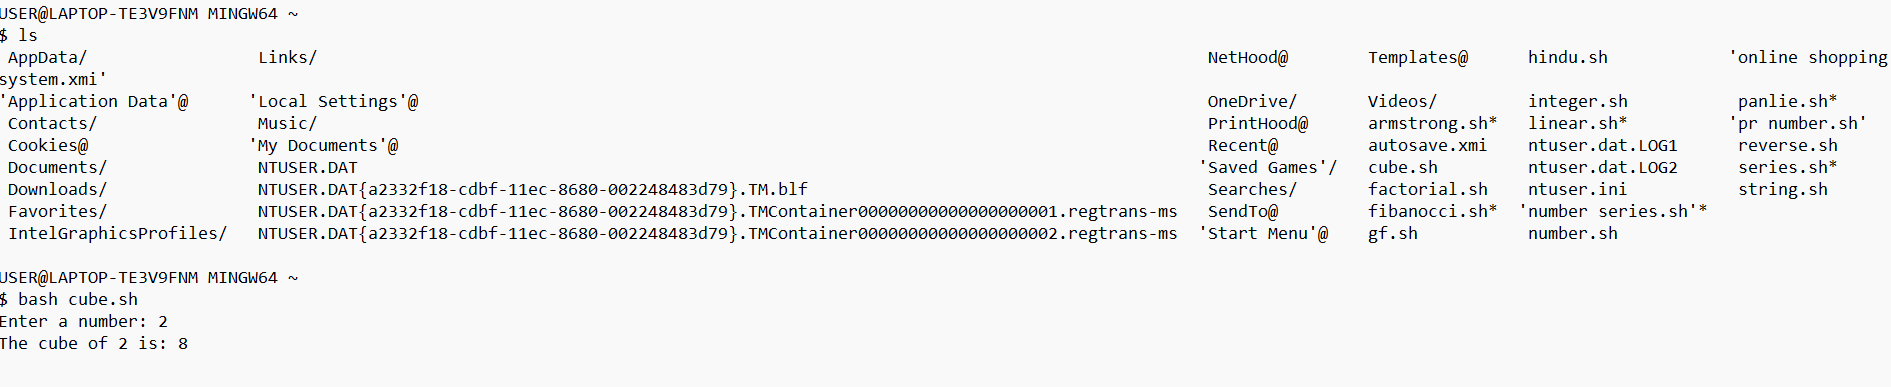 USER@LAPTOP-TE3V9FNM MINGW64 ~
$ ls
 AppData/                   Links/                                                                                                   NetHood@         Templates@       hindu.sh              'online shopping
system.xmi'
'Application Data'@        'Local Settings'@                                                                                         OneDrive/        Videos/          integer.sh             panlie.sh*
 Contacts/                  Music/                                                                                                   PrintHood@       armstrong.sh*    linear.sh*            'pr number.sh'
 Cookies@                  'My Documents'@                                                                                           Recent@          autosave.xmi     ntuser.dat.LOG1        reverse.sh
 Documents/                 NTUSER.DAT                                                                                              'Saved Games'/    cube.sh          ntuser.dat.LOG2        series.sh*
 Downloads/                 NTUSER.DAT{a2332f18-cdbf-11ec-8680-002248483d79}.TM.blf                                                  Searches/        factorial.sh     ntuser.ini             string.sh
 Favorites/                 NTUSER.DAT{a2332f18-cdbf-11ec-8680-002248483d79}.TMContainer00000000000000000001.regtrans-ms   SendTo@          fibanocci.sh*   'number series.sh'*
 IntelGraphicsProfiles/     NTUSER.DAT{a2332f18-cdbf-11ec-8680-002248483d79}.TMContainer00000000000000000002.regtrans-ms  'Start Menu'@     gf.sh            number.sh
USER@LAPTOP-TE3V9FNM MINGW64 ~
$ bash cube.sh
Enter a number: 2
The cube of 2 is: 8